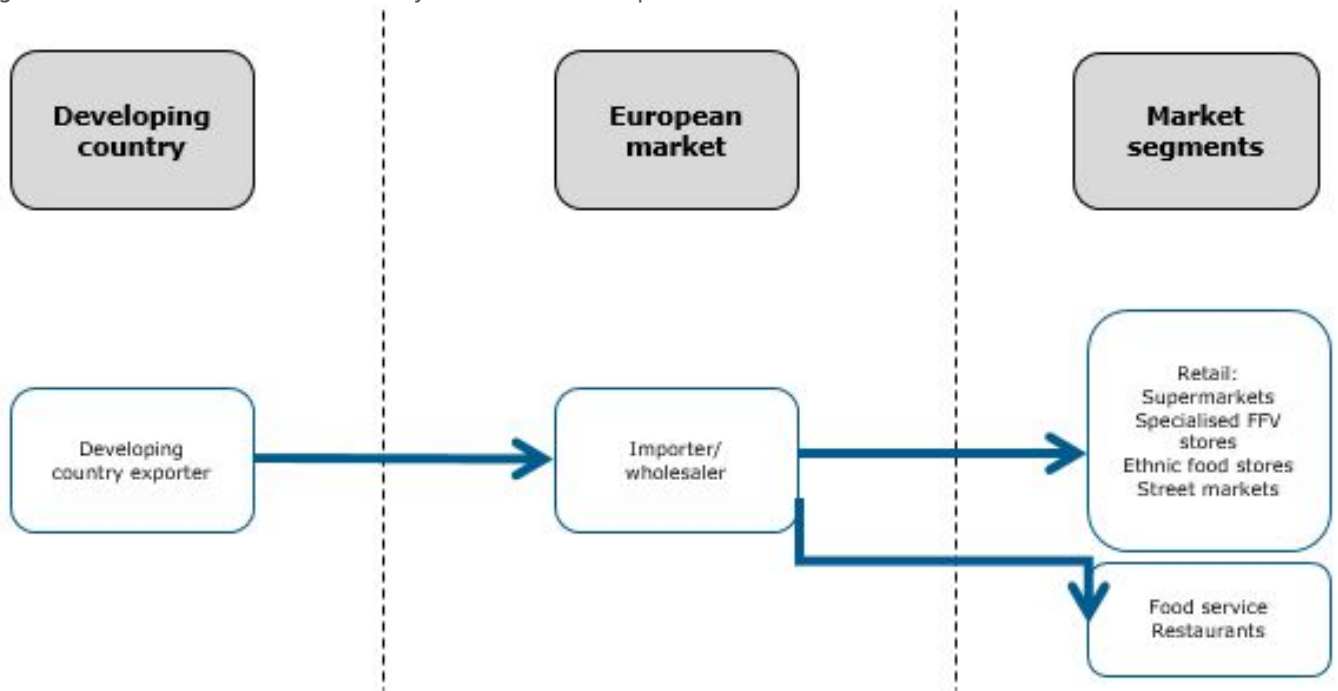 Developing
country
European
market
Market
segments
Developing
country exporter
Importer/
wholesaler
Retail:
Supermarkets
Specialised FFV
stores
Ethnic food stores
Street markets
Food service
Restaurants